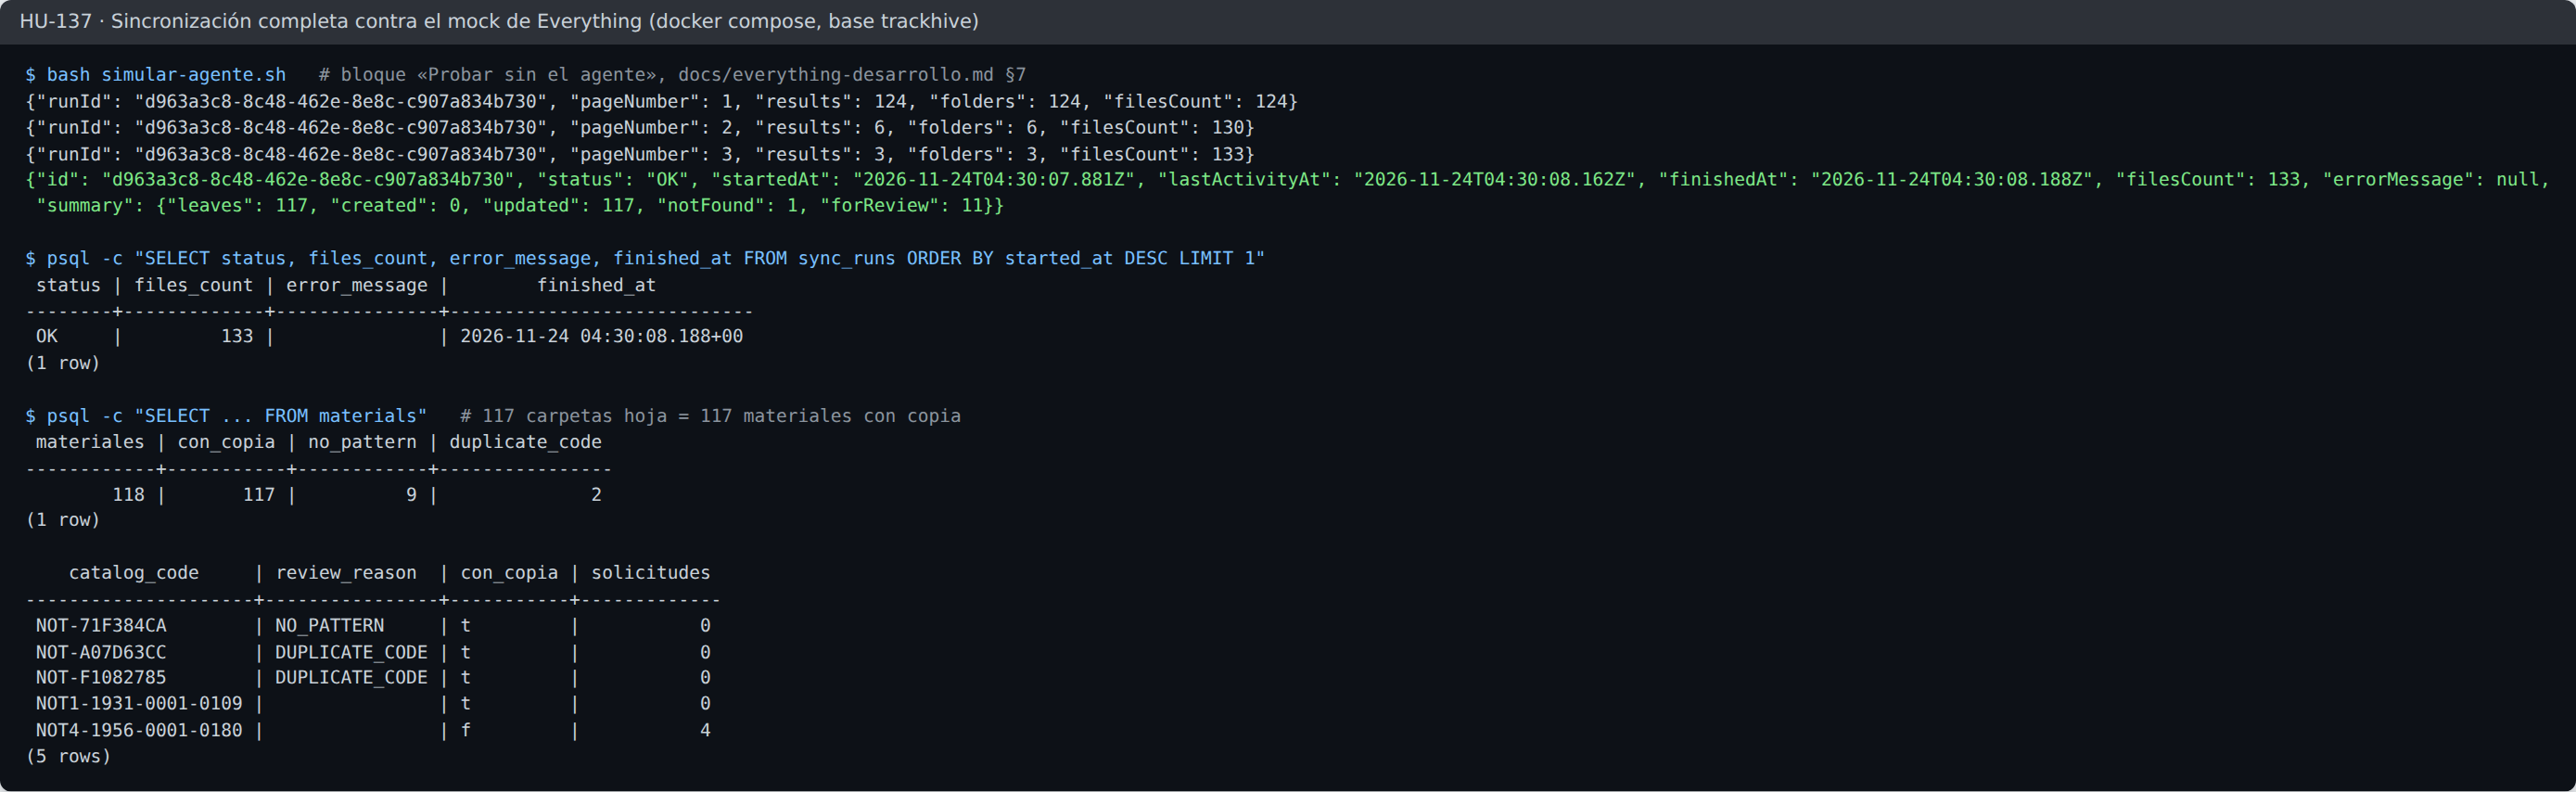 HU-137 · Sincronización completa contra el mock de Everything (docker compose, base trackhive)
$ bash simular-agente.sh   # bloque «Probar sin el agente», docs/everything-desarrollo.md §7
{"runId": "d963a3c8-8c48-462e-8e8c-c907a834b730", "pageNumber": 1, "results": 124, "folders": 124, "filesCount": 124}
{"runId": "d963a3c8-8c48-462e-8e8c-c907a834b730", "pageNumber": 2, "results": 6, "folders": 6, "filesCount": 130}
{"runId": "d963a3c8-8c48-462e-8e8c-c907a834b730", "pageNumber": 3, "results": 3, "folders": 3, "filesCount": 133}
{"id": "d963a3c8-8c48-462e-8e8c-c907a834b730", "status": "OK", "startedAt": "2026-11-24T04:30:07.881Z", "lastActivityAt": "2026-11-24T04:30:08.162Z", "finishedAt": "2026-11-24T04:30:08.188Z", "filesCount": 133, "errorMessage": null,
 "summary": {"leaves": 117, "created": 0, "updated": 117, "notFound": 1, "forReview": 11}}
$ psql -c "SELECT status, files_count, error_message, finished_at FROM sync_runs ORDER BY started_at DESC LIMIT 1"
 status | files_count | error_message |        finished_at
--------+-------------+---------------+----------------------------
 OK     |         133 |               | 2026-11-24 04:30:08.188+00
(1 row)
$ psql -c "SELECT ... FROM materials"   # 117 carpetas hoja = 117 materiales con copia
 materiales | con_copia | no_pattern | duplicate_code
------------+-----------+------------+----------------
        118 |       117 |          9 |              2
(1 row)
    catalog_code     | review_reason  | con_copia | solicitudes
---------------------+----------------+-----------+-------------
 NOT-71F384CA        | NO_PATTERN     | t         |           0
 NOT-A07D63CC        | DUPLICATE_CODE | t         |           0
 NOT-F1082785        | DUPLICATE_CODE | t         |           0
 NOT1-1931-0001-0109 |                | t         |           0
 NOT4-1956-0001-0180 |                | f         |           4
(5 rows)